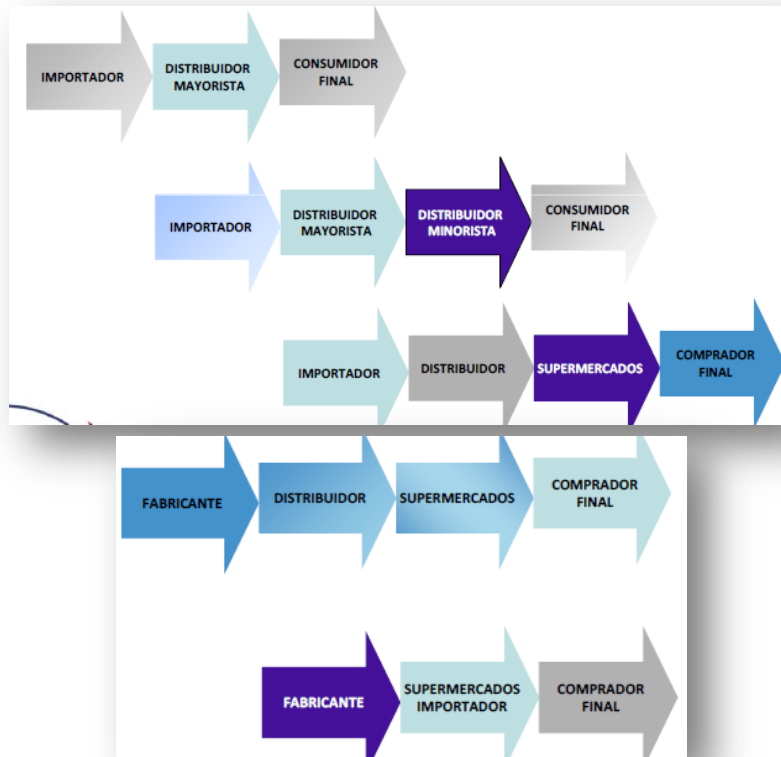 IMPORTADOR
DISTRIBUIDOR
MAYORISTA
CONSUMIDOR
FINAL
IMPORTADOR
DISTRIBUIDOR
MAYORISTA
DISTRIBUIDOR
MINORISTA
CONSUMIDOR
FINAL
IMPORTADOR
DISTRIBUIDOR
SUPERMERCADOS
COMPRADOR
FINAL
FABRICANTE
DISTRIBUIDOR
SUPERMERCADOS
COMPRADOR
FINAL
FABRICANTE
SUPERMERCADOS
IMPORTADOR
COMPRADOR
FINAL